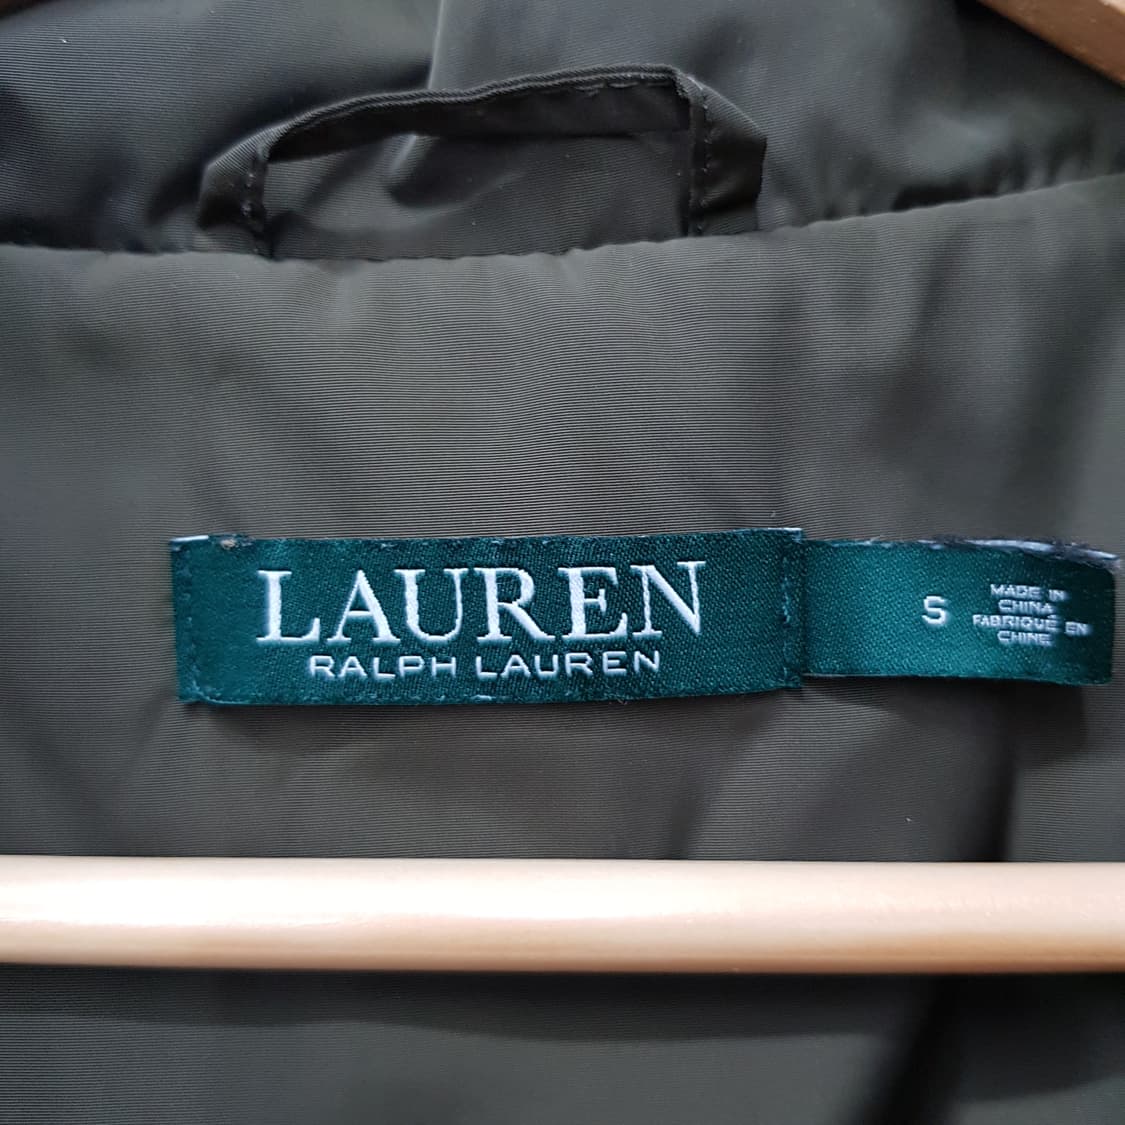 LAUREN
RALPH LAUREN
S
MADE IN
CHINA
FABRIQUÉ EN
CHINE